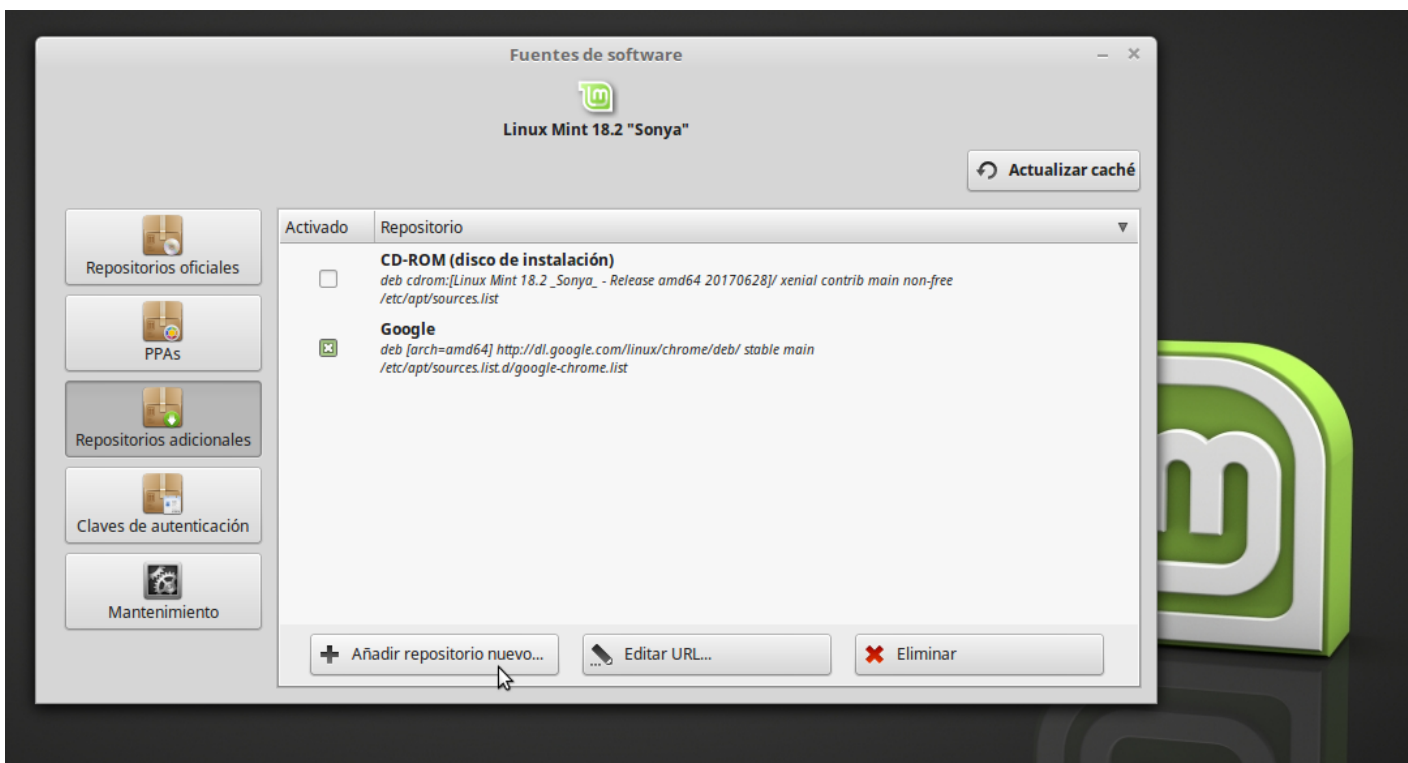 Fuentes de software
Linux Mint 18.2 "Sonya"
Actualizar caché
Repositorios oficiales
PPAs
Repositorios adicionales
Claves de autenticación
Mantenimiento
Activado Repositorio
CD-ROM (disco de instalación)
deb cdrom:[Linux Mint 18.2 _Sonya_ - Release amd64 20170628]/ xenial contrib main non-free
/etc/apt/sources.list
Google
deb [arch=amd64] http://dl.google.com/linux/chrome/deb/ stable main
/etc/apt/sources.list.d/google-chrome.list
Añadir repositorio nuevo... Editar URL... Eliminar